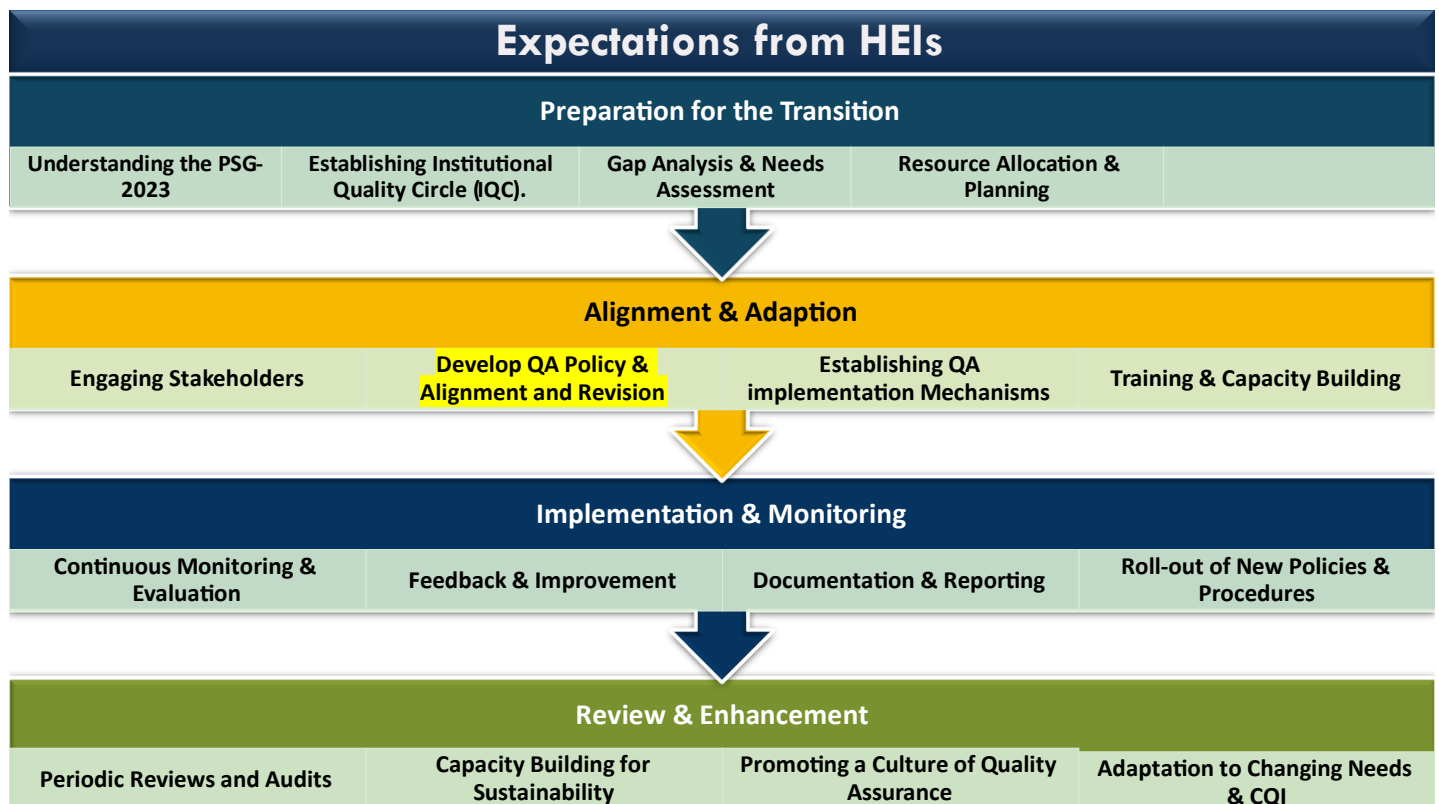 Expectations from HEIs
Preparation for the Transition
Understanding the PSG-
2023
Establishing Institutional
Quality Circle (IQC).
Gap Analysis & Needs
Assessment
Resource Allocation &
Planning
Alignment & Adaption
Engaging Stakeholders
Develop QA Policy &
Alignment and Revision
Establishing QA
implementation Mechanisms
Training & Capacity Building
Implementation & Monitoring
Continuous Monitoring &
Evaluation
Feedback & Improvement
Documentation & Reporting
Roll-out of New Policies &
Procedures
Review & Enhancement
Periodic Reviews and Audits
Capacity Building for
Sustainability
Promoting a Culture of Quality
Assurance
Adaptation to Changing Needs
& CQI